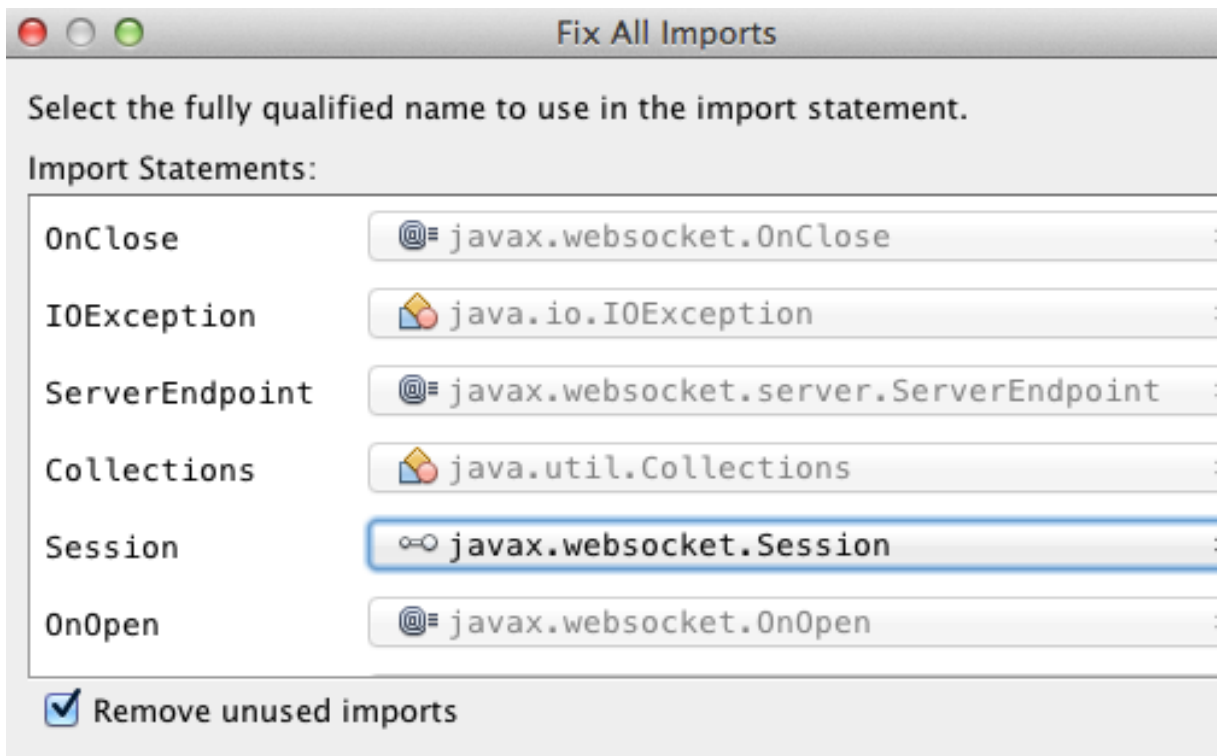 Fix All Imports
Select the fully qualified name to use in the import statement.
Import Statements:
OnClose javax.websocket.OnClose
IOException java.io.IOException
ServerEndpoint javax.websocket.server.ServerEndpoint
Collections java.util.Collections
Session javax.websocket.Session
OnOpen javax.websocket.OnOpen
Remove unused imports